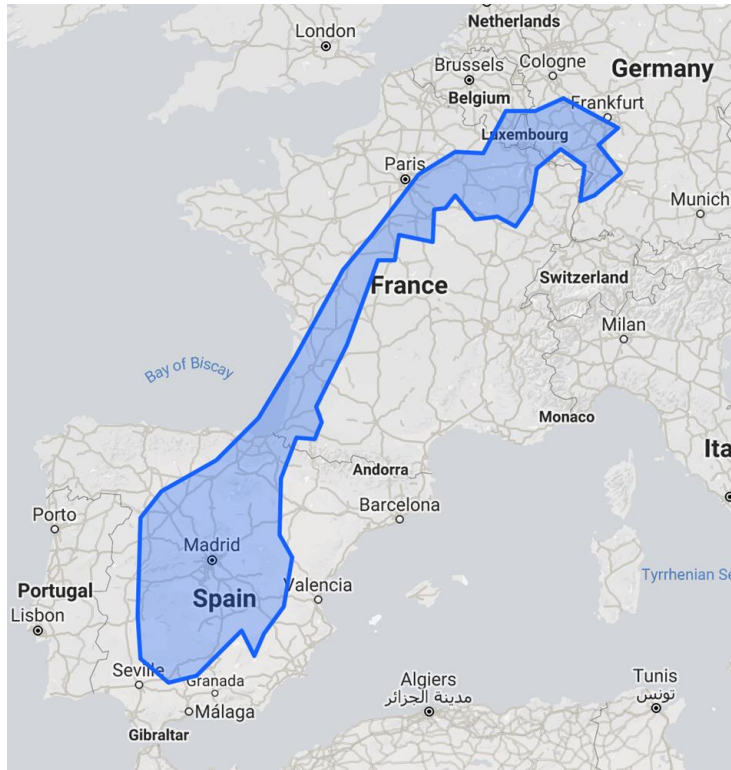 Netherlands
London
Brussels
Cologne
Germany
Belgium
Frankfurt
Luxembourg
Paris
Munich
France
Switzerland
Milan
Bay of Biscay
Monaco
Ita
Andorra
Barcelona
Porto
Madrid
Tyrrhenian Se
Portugal
Valencia
Spain
Lisbon
Seville
Granada
Algiers
مدينة الجزائر
Tunis
تونس
Málaga
Gibraltar